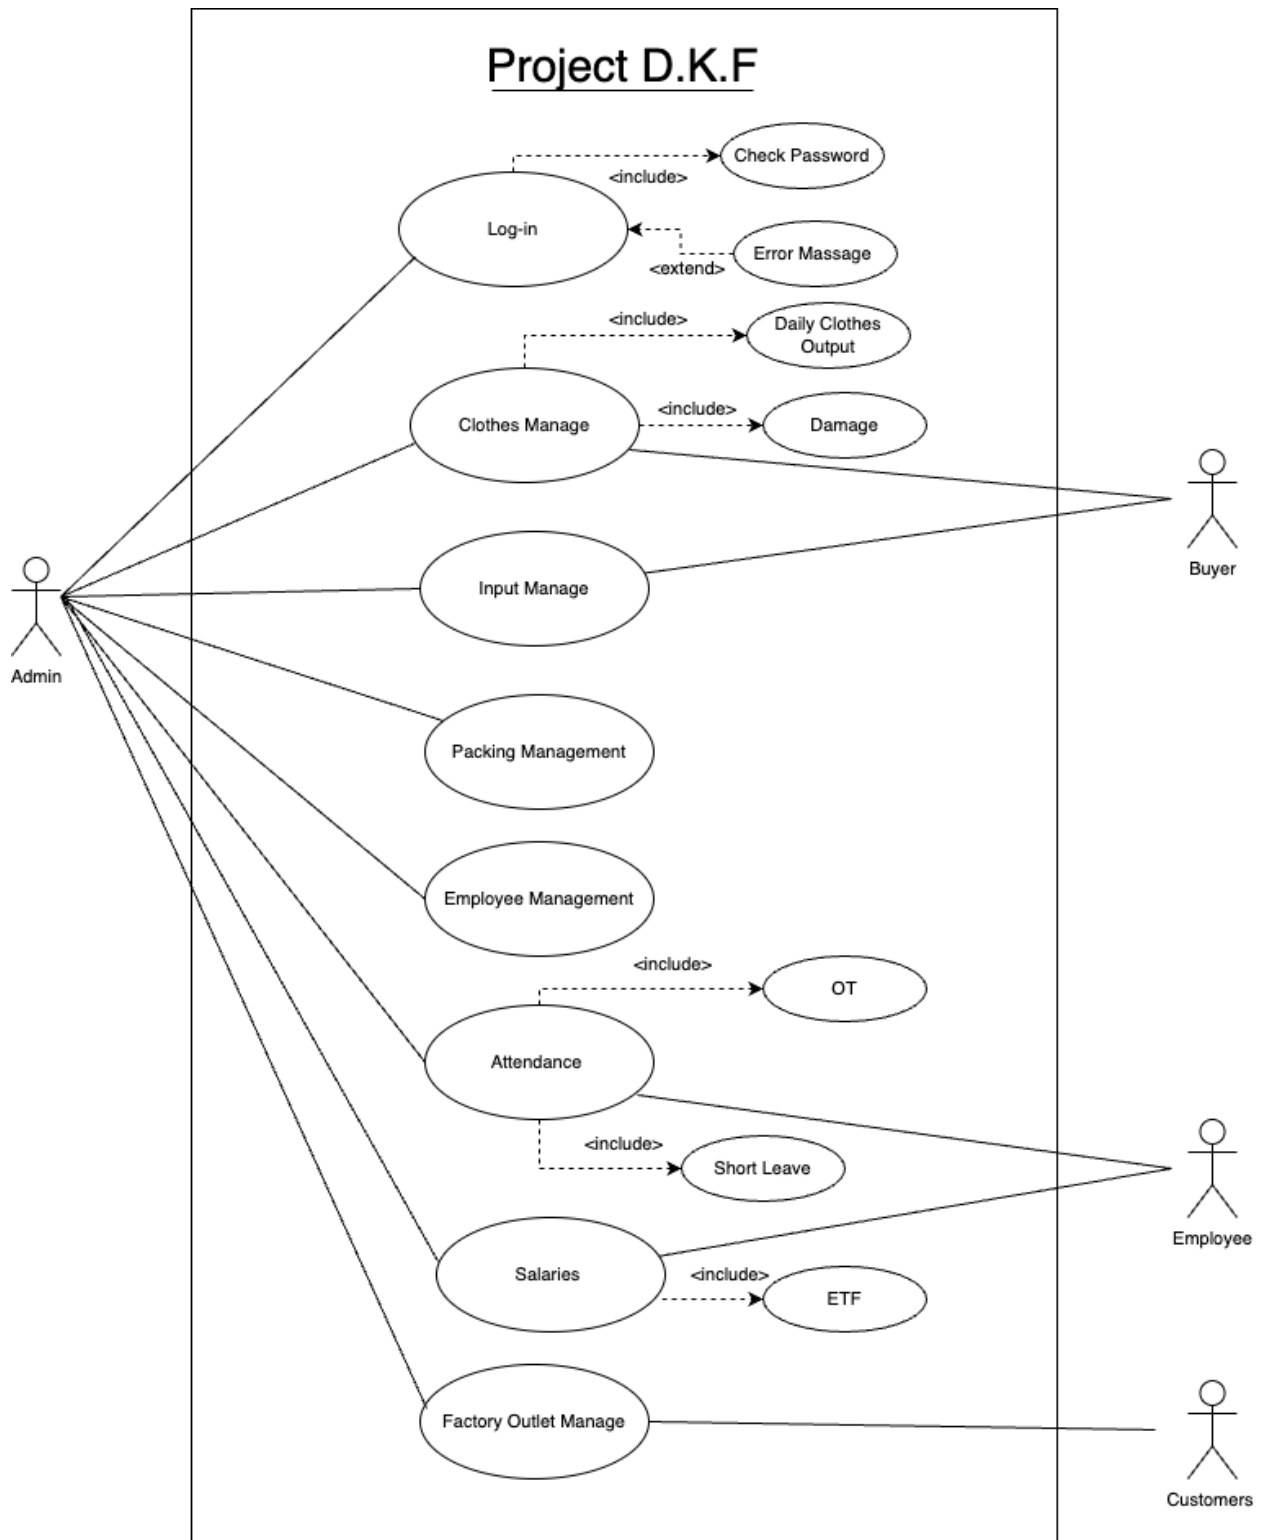 Project D.K.F
Check Password
<include>
Log-in
Error Massage
<extend>
<include>
Daily Clothes
Output
<include>
Clothes Manage
Damage
Buyer
Input Manage
Admin
Packing Management
Employee Management
<include>
OT
Attendance
<include>
Short Leave
Employee
Salaries
<include>
ETF
Factory Outlet Manage
Customers